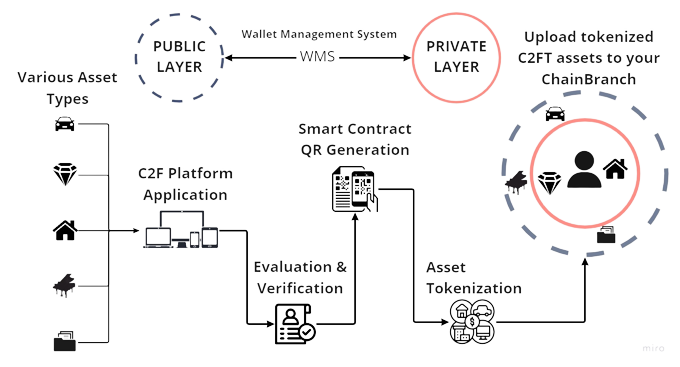 Wallet Management System
PUBLIC
LAYER
WMS
PRIVATE
LAYER
Upload tokenized
C2FT assets to your
ChainBranch
Various Asset
Types
C2F Platform
Application
Smart Contract
QR Generation
Evaluation &
Verification
Asset
Tokenization
miro